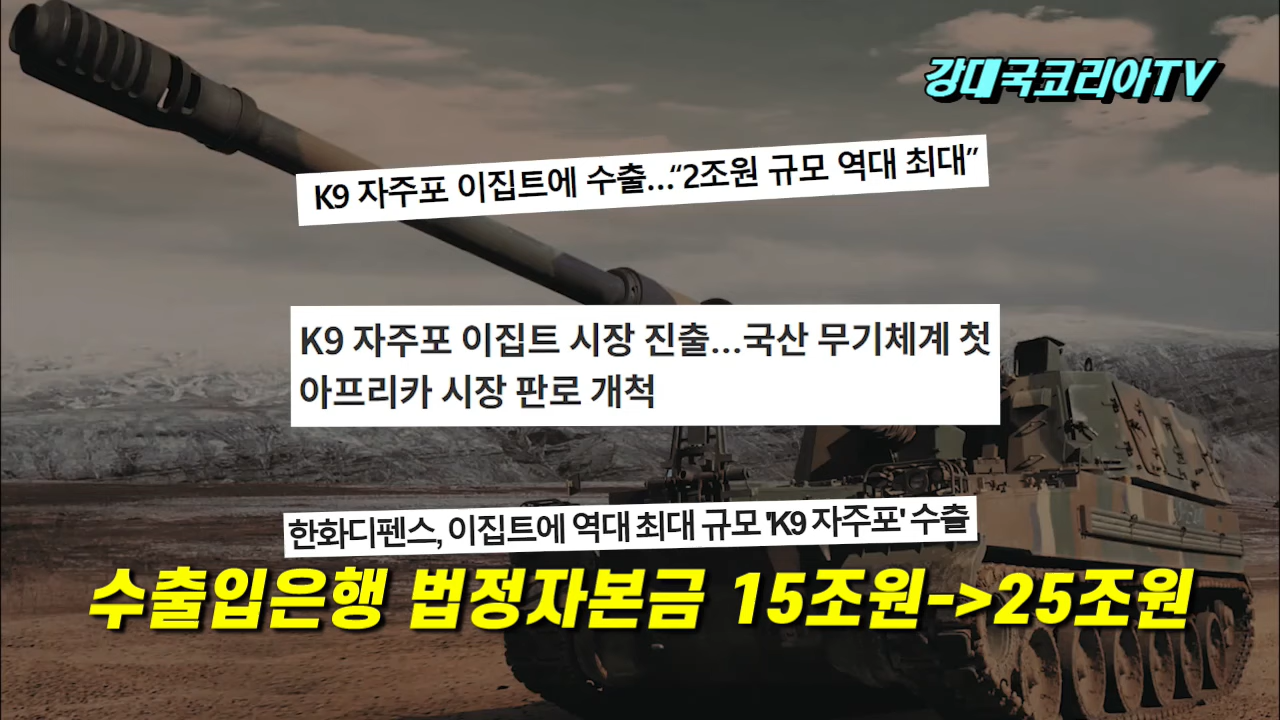 강대국코리아TV
K9 자주포 이집트에 수출...“2조원 규모 역대 최대”
K9 자주포 이집트 시장 진출...국산 무기체계 첫
아프리카 시장 판로 개척
한화디펜스, 이집트에 역대 최대 규모 'K9 자주포' 수출
수출입은행 법정자본금 15조원->25조원